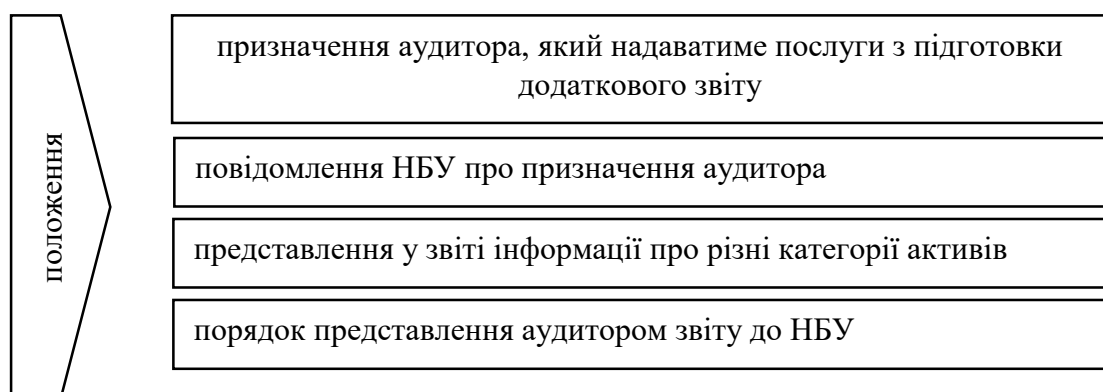 положення
призначення аудитора, який надаватиме послуги з підготовки
додаткового звіту
повідомлення НБУ про призначення аудитора
представлення у звіті інформації про різні категорії активів
порядок представлення аудитором звіту до НБУ